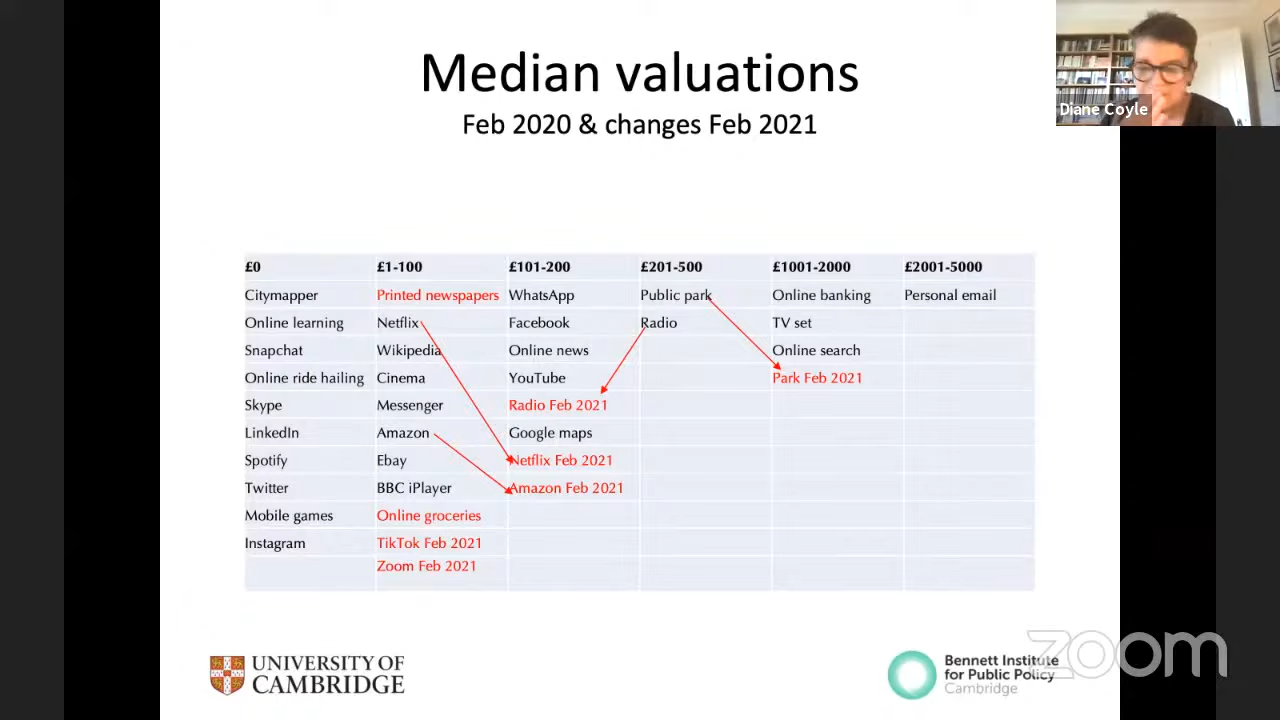 Median valuations
Feb 2020 & changes Feb 2021
Diane Coyle
£0 £1-100 £101-200 £201-500 £1001-2000 £2001-5000
Citymapper Printed newspapers WhatsApp Public park Online banking Personal email
Online learning Netflix Facebook Radio TV set
Snapchat Wikipedia Online news Online search
Online ride hailing Cinema YouTube Park Feb 2021
Skype Messenger Radio Feb 2021
LinkedIn Amazon Google maps
Spotify Ebay Netflix Feb 2021
Twitter BBC iPlayer Amazon Feb 2021
Mobile games Online groceries
Instagram TikTok Feb 2021
Zoom Feb 2021
UNIVERSITY OF
CAMBRIDGE
Bennett Institute
for Public Policy
Cambridge
zoom